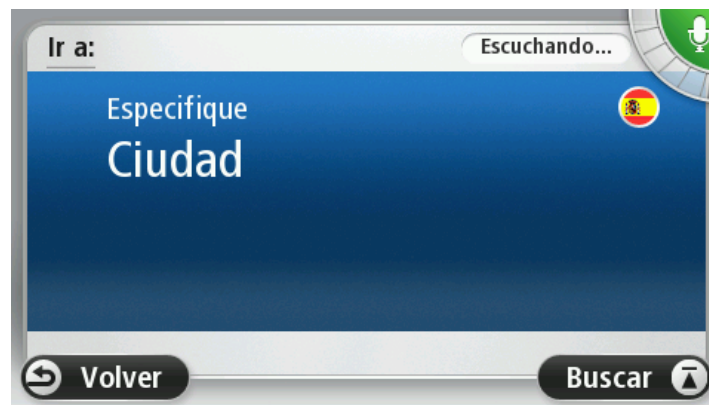 Ir a:
Escuchando...
Especifique
Ciudad
Volver
Buscar